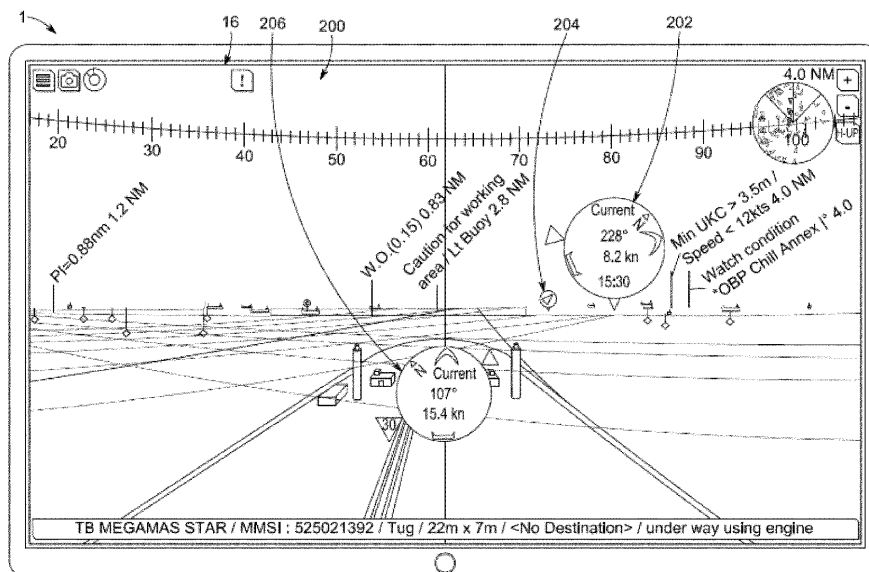 206
204
202
1
16
200
4.0 NM
+
!
-
H-UP
20
30
40
50
60
70
80
90
100
PI=0.88nm 1.2 NM
W.O.(0.15) 0.83 NM
Caution for working
area / Lt Buoy 2.8 NM
Min UKC > 3.5m /
Speed < 12kts 4.0 NM
Watch condition
*OBP Chill Annex |° 4.0
Current
N
228°
8.2 kn
15:30
N
Current
107°
15.4 kn
30
TB MEGAMAS STAR / MMSI : 525021392 / Tug / 22m x 7m / <No Destination> / under way using engine